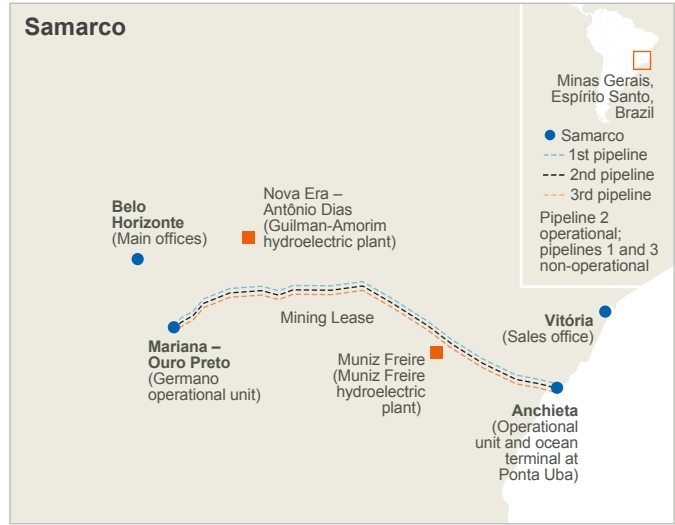 Samarco
Minas Gerais,
Espírito Santo,
Brazil
Samarco
1st pipeline
2nd pipeline
3rd pipeline
Pipeline 2
operational;
pipelines 1 and 3
non-operational
Nova Era –
Antônio Dias
(Guilman-Amorim
hydroelectric plant)
Belo
Horizonte
(Main offices)
Mining Lease
Vitória
(Sales office)
Mariana –
Ouro Preto
(Germano
operational unit)
Muniz Freire
(Muniz Freire
hydroelectric
plant)
Anchieta
(Operational
unit and ocean
terminal at
Ponta Uba)